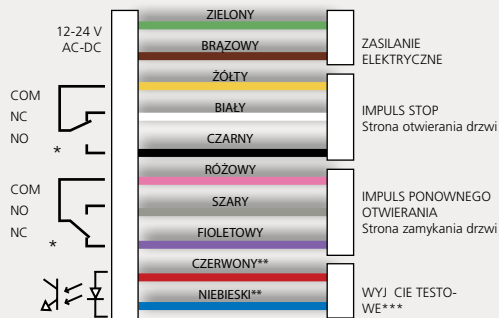 12-24 V
AC-DC
ZIELONY
BRĄZOWY
ZASILANIE
ELEKTRYCZNE
COM
NC
NO
*
ŻÓŁTY
BIAŁY
CZARNY
IMPULS STOP
Strona otwierania drzwi
COM
NO
NC
*
RÓŻOWY
SZARY
FIOLETOWY
IMPULS PONOWNEGO
OTWIERANIA
Strona zamykania drzwi
CZERWONY**
NIEBIESKI**
WYJ CIE TESTO-
WE***